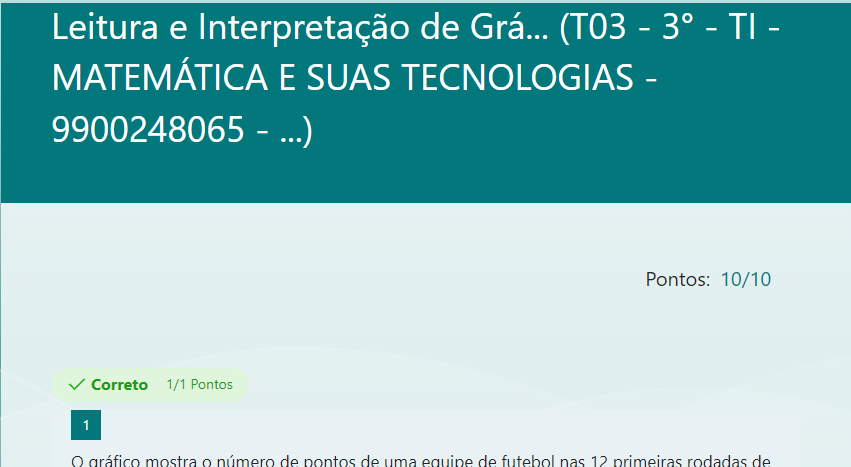 Leitura e Interpretação de Grá... (T03 - 3° - TI -
MATEMÁTICA E SUAS TECNOLOGIAS -
9900248065 - ...)
Pontos: 10/10
Correto 1/1 Pontos
1
O gráfico mostra o número de pontos de uma equipe de futebol nas 12 primeiras rodadas de